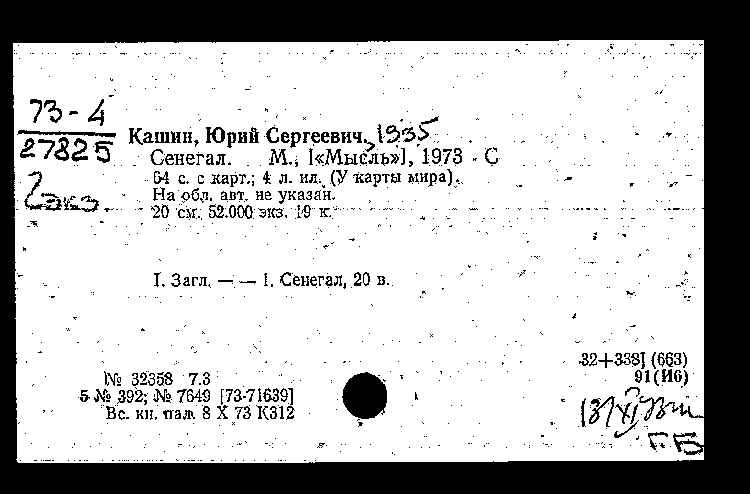 73-4
27825
2 экз.
Кашин, Юрий Сергеевич, 1935
Сенегал. М., [«Мысль»], 1973 С
64 с. с карт.; 4 л. ил. (У карты мира).
На обл. авт. не указан.
20 см. 52.000 экз. 19 к.
I. Загл. — — 1. Сенегал, 20 в.
32+338] (663)
91(И6)
№ 32358 7.3
5 № 392; № 7649 [73-71639]
Вс. кн. пал. 8 X 73 К312
Г.Б